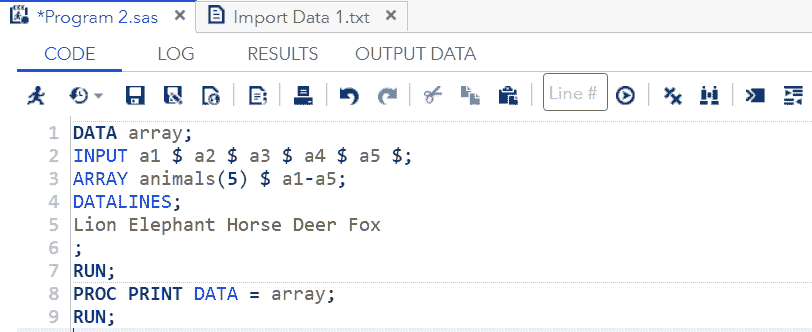 *Program 2.sas × Import Data 1.txt ×
CODE LOG RESULTS OUTPUT DATA
Line #
1 DATA array;
2 INPUT a1 $ a2 $ a3 $ a4 $ a5 $;
3 ARRAY animals(5) $ a1-a5;
4 DATALINES;
5 Lion Elephant Horse Deer Fox
6 ;
7 RUN;
8 PROC PRINT DATA = array;
9 RUN;